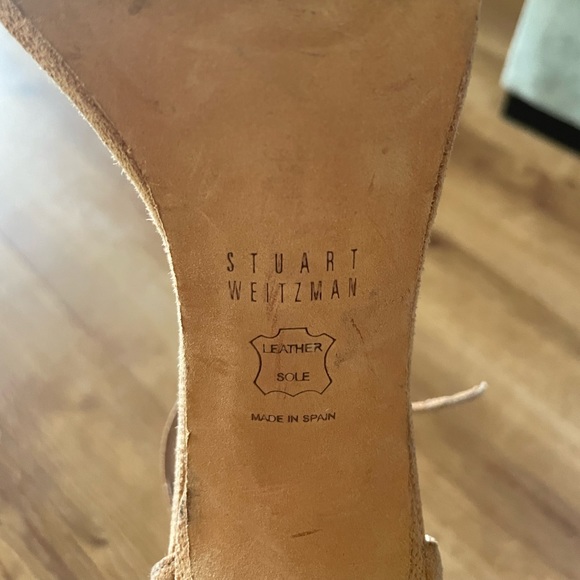 STUART
WEITZMAN
LEATHER
SOLE
MADE IN SPAIN